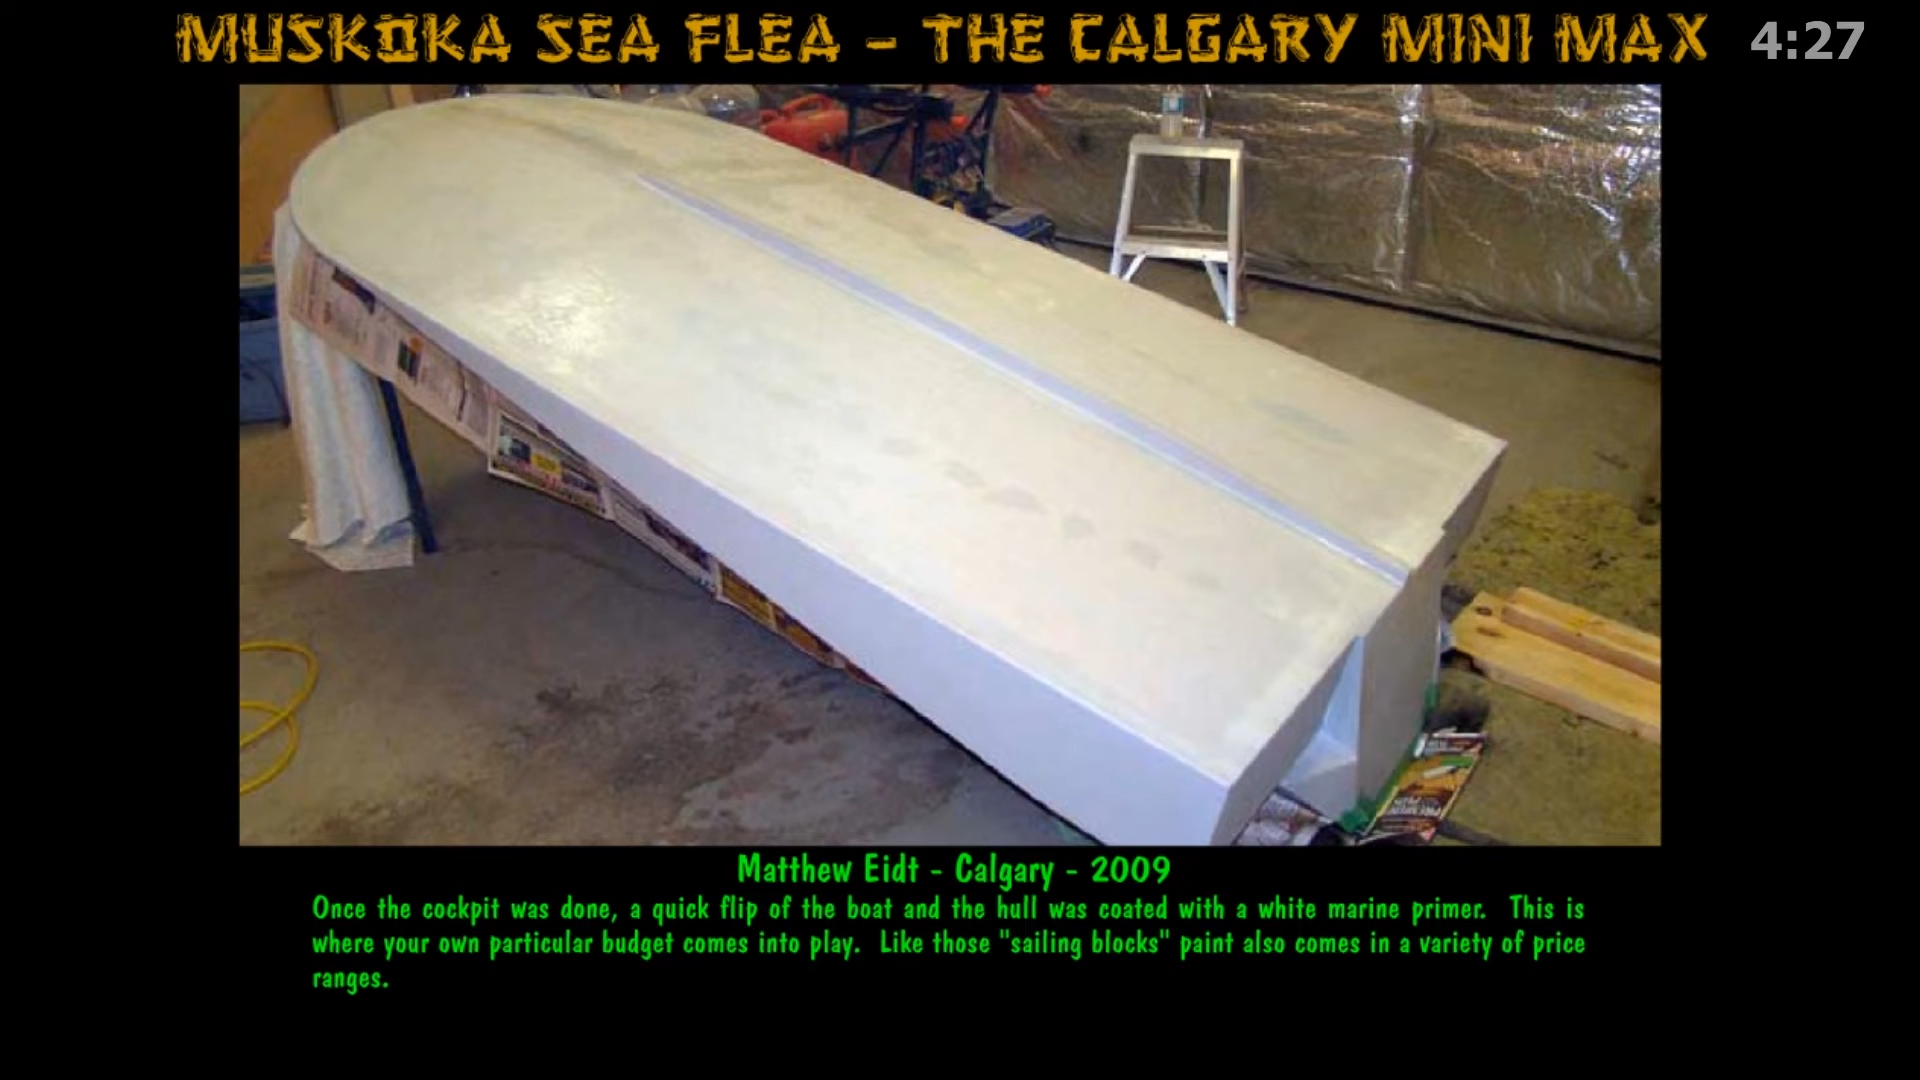 MUSKOKA SEA FLEA - THE CALGARY MINI MAX
4:27
Matthew Eidt - Calgary - 2009
Once the cockpit was done, a quick flip of the boat and the hull was coated with a white marine primer. This is
where your own particular budget comes into play. Like those "sailing blocks" paint also comes in a variety of price
ranges.